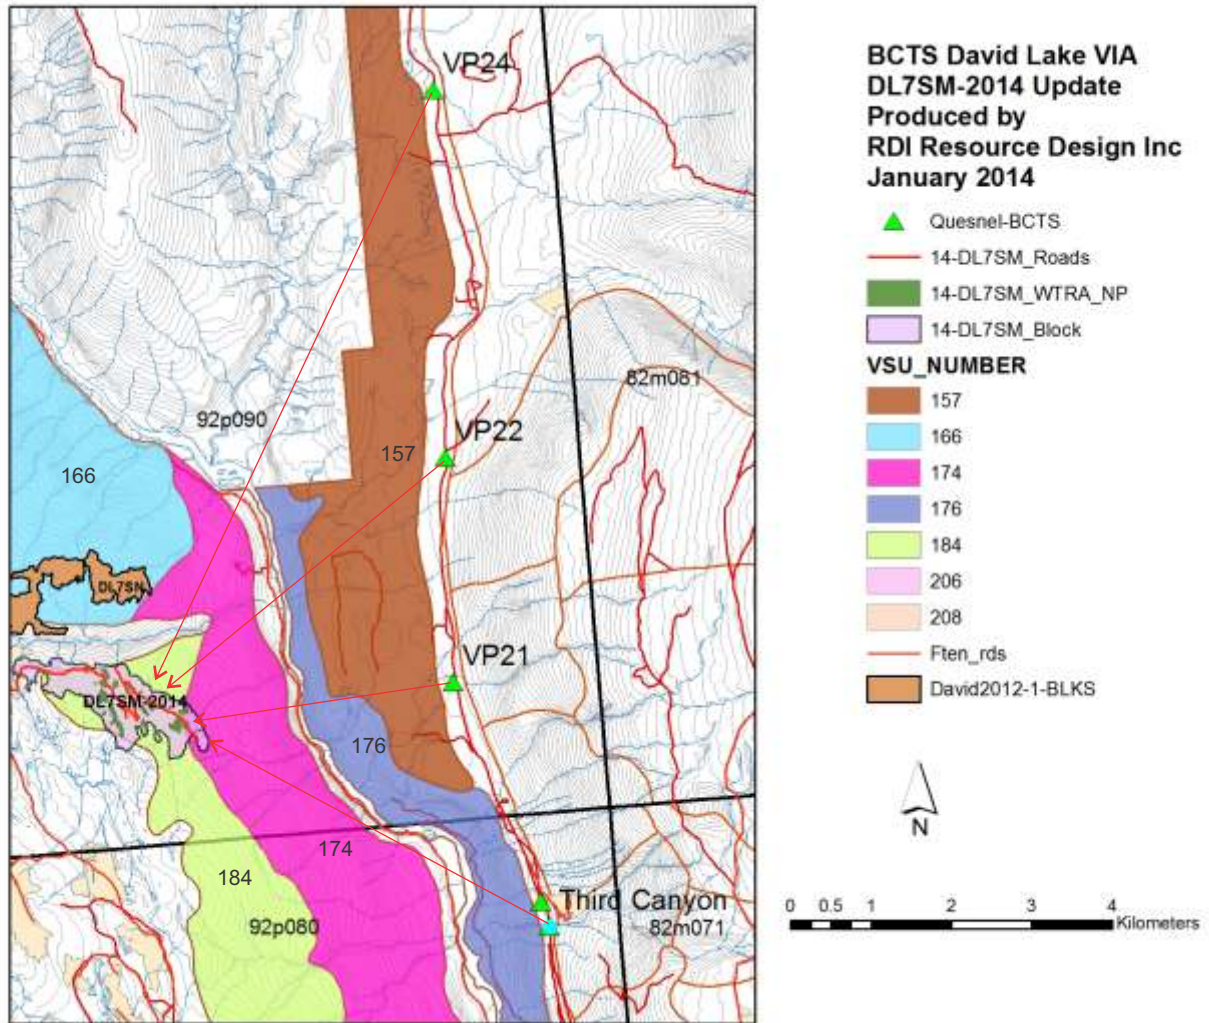 VP24
82m081
92p090
VP22
157
166
DL7SN
VP21
DL7SM-2014
176
174
184
Third Canyon
92p080
82m071
BCTS David Lake VIA
DL7SM-2014 Update
Produced by
RDI Resource Design Inc
January 2014
Quesnel-BCTS
14-DL7SM_Roads
14-DL7SM_WTRA_NP
14-DL7SM_Block
VSU_NUMBER
157
166
174
176
184
206
208
Ften_rds
David2012-1-BLKS
N
0 0.5 1 2 3 4
Kilometers